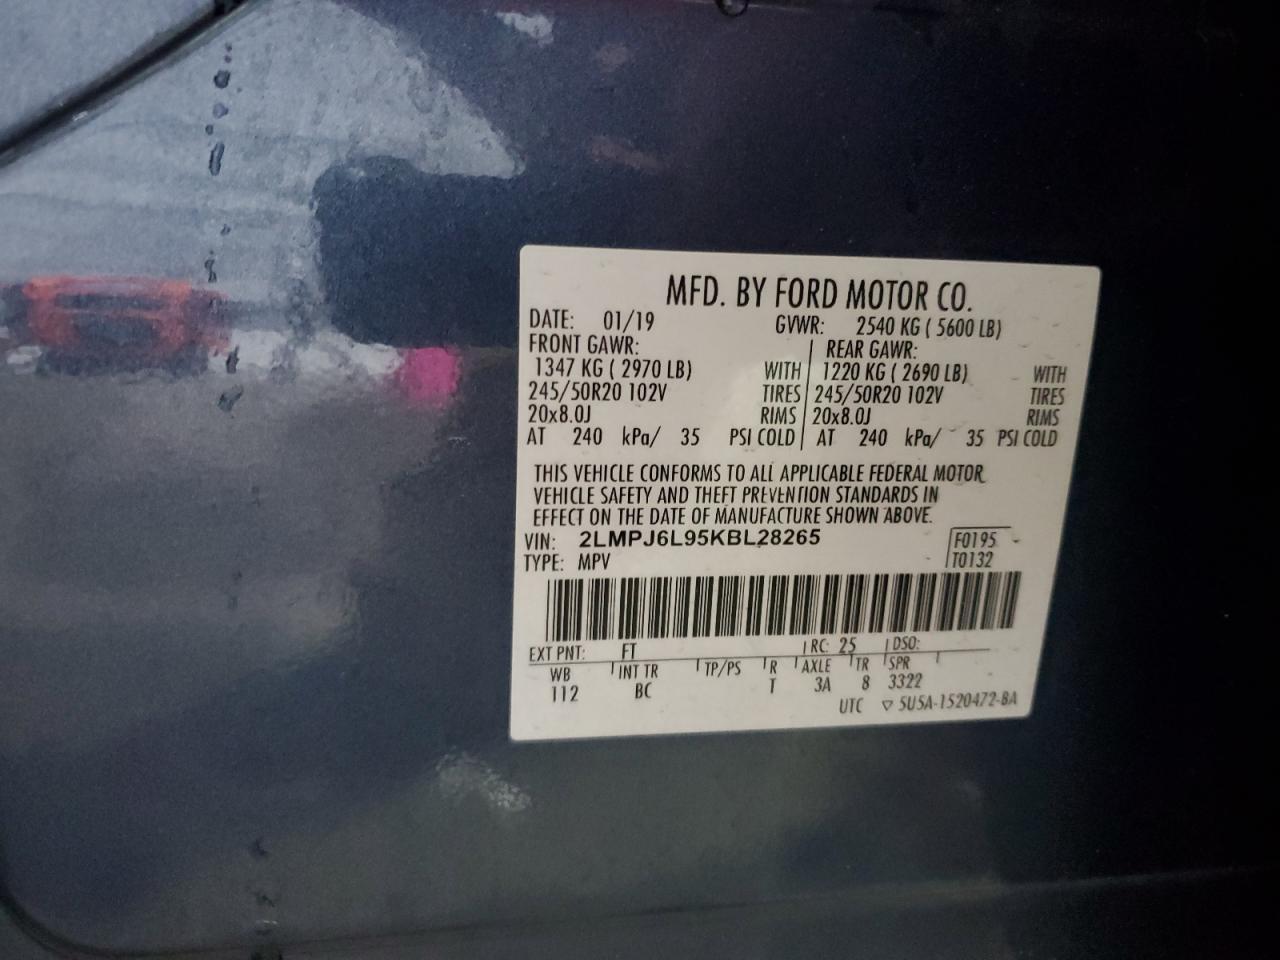 MFD. BY FORD MOTOR CO.
DATE: 01/19 GVWR: 2540 KG ( 5600 LB)
FRONT GAWR: REAR GAWR:
1347 KG ( 2970 LB) WITH 1220 KG ( 2690 LB) WITH
245/50R20 102V TIRES 245/50R20 102V TIRES
20x8.0J RIMS 20x8.0J RIMS
AT 240 kPa/ 35 PSI COLD AT 240 kPa/ 35 PSI COLD
THIS VEHICLE CONFORMS TO ALL APPLICABLE FEDERAL MOTOR
VEHICLE SAFETY AND THEFT PREVENTION STANDARDS IN
EFFECT ON THE DATE OF MANUFACTURE SHOWN ABOVE.
VIN: 2LMPJ6L95KBL28265 F0195
TYPE: MPV T0132
EXT PNT: FT RC: 25 DSO:
WB INT TR TP/PS R AXLE TR SPR
112 BC T 3A 8 3322
UTC ▽ 5U5A-1520472-BA